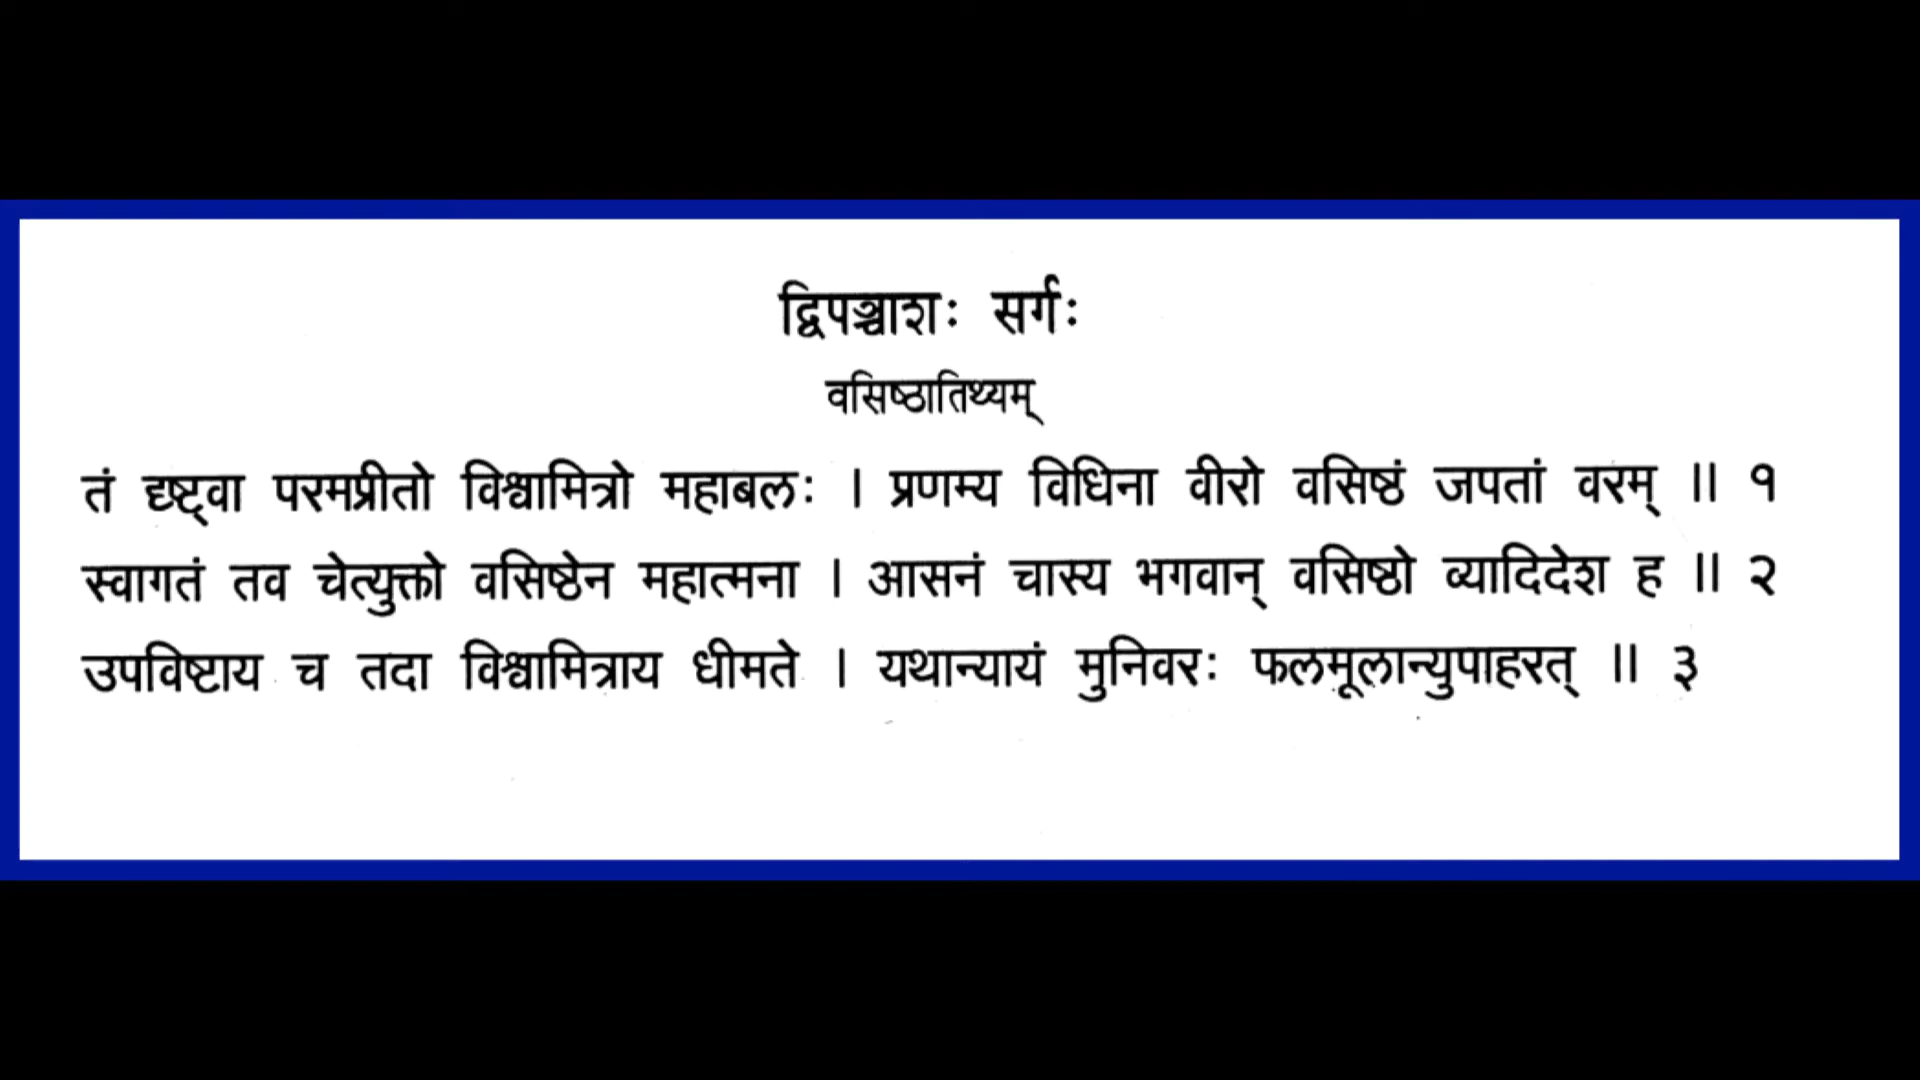 द्विपञ्चाशः सर्गः
वसिष्ठातिथ्यम्
तं दृष्ट्वा परमप्रीतो विश्वामित्रो महाबलः । प्रणम्य विधिना वीरो वसिष्ठं जपतां वरम् ॥ १
स्वागतं तव चेत्युक्तो वसिष्ठेन महात्मना । आसनं चास्य भगवान् वसिष्ठो व्यादिदेश ह ॥ २
उपविष्टाय च तदा विश्वामित्राय धीमते । यथान्यायं मुनिवरः फलमूलान्युपाहरत् ॥ ३